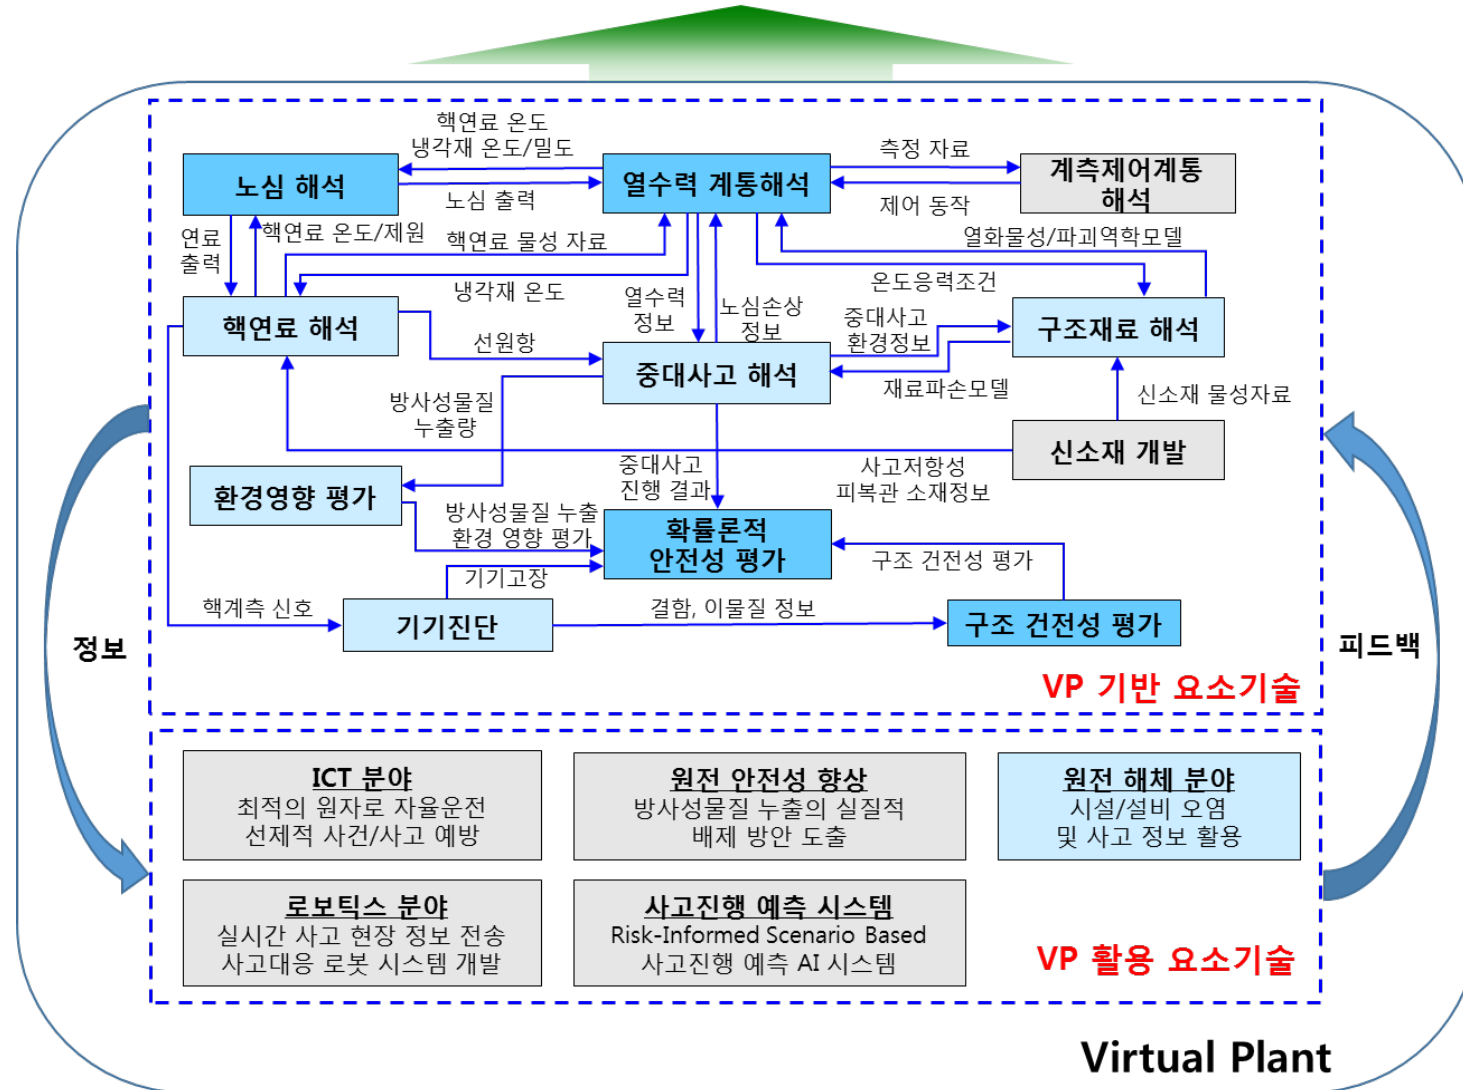 핵연료 온도
냉각재 온도/밀도
측정 자료
노심 해석
열수력 계통해석
계측제어계통
해석
노심 출력
제어 동작
연료
출력
핵연료 온도/제원
핵연료 물성 자료
열화물성/파괴역학모델
냉각재 온도
온도응력조건
열수력
정보
노심손상
정보
중대사고
환경정보
핵연료 해석
선원항
구조재료 해석
중대사고 해석
재료파손모델
방사성물질
누출량
신소재 물성자료
신소재 개발
중대사고
진행 결과
사고저항성
피복관 소재정보
환경영향 평가
방사성물질 누출
환경 영향 평가
확률론적
안전성 평가
구조 건전성 평가
기기고장
핵계측 신호
기기진단
결함, 이물질 정보
구조 건전성 평가
정보
피드백
VP 기반 요소기술
ICT 분야
최적의 원자로 자율운전
선제적 사건/사고 예방
원전 안전성 향상
방사성물질 누출의 실질적
배제 방안 도출
원전 해체 분야
시설/설비 오염
및 사고 정보 활용
로보틱스 분야
실시간 사고 현장 정보 전송
사고대응 로봇 시스템 개발
사고진행 예측 시스템
Risk-Informed Scenario Based
사고진행 예측 AI 시스템
VP 활용 요소기술
Virtual Plant